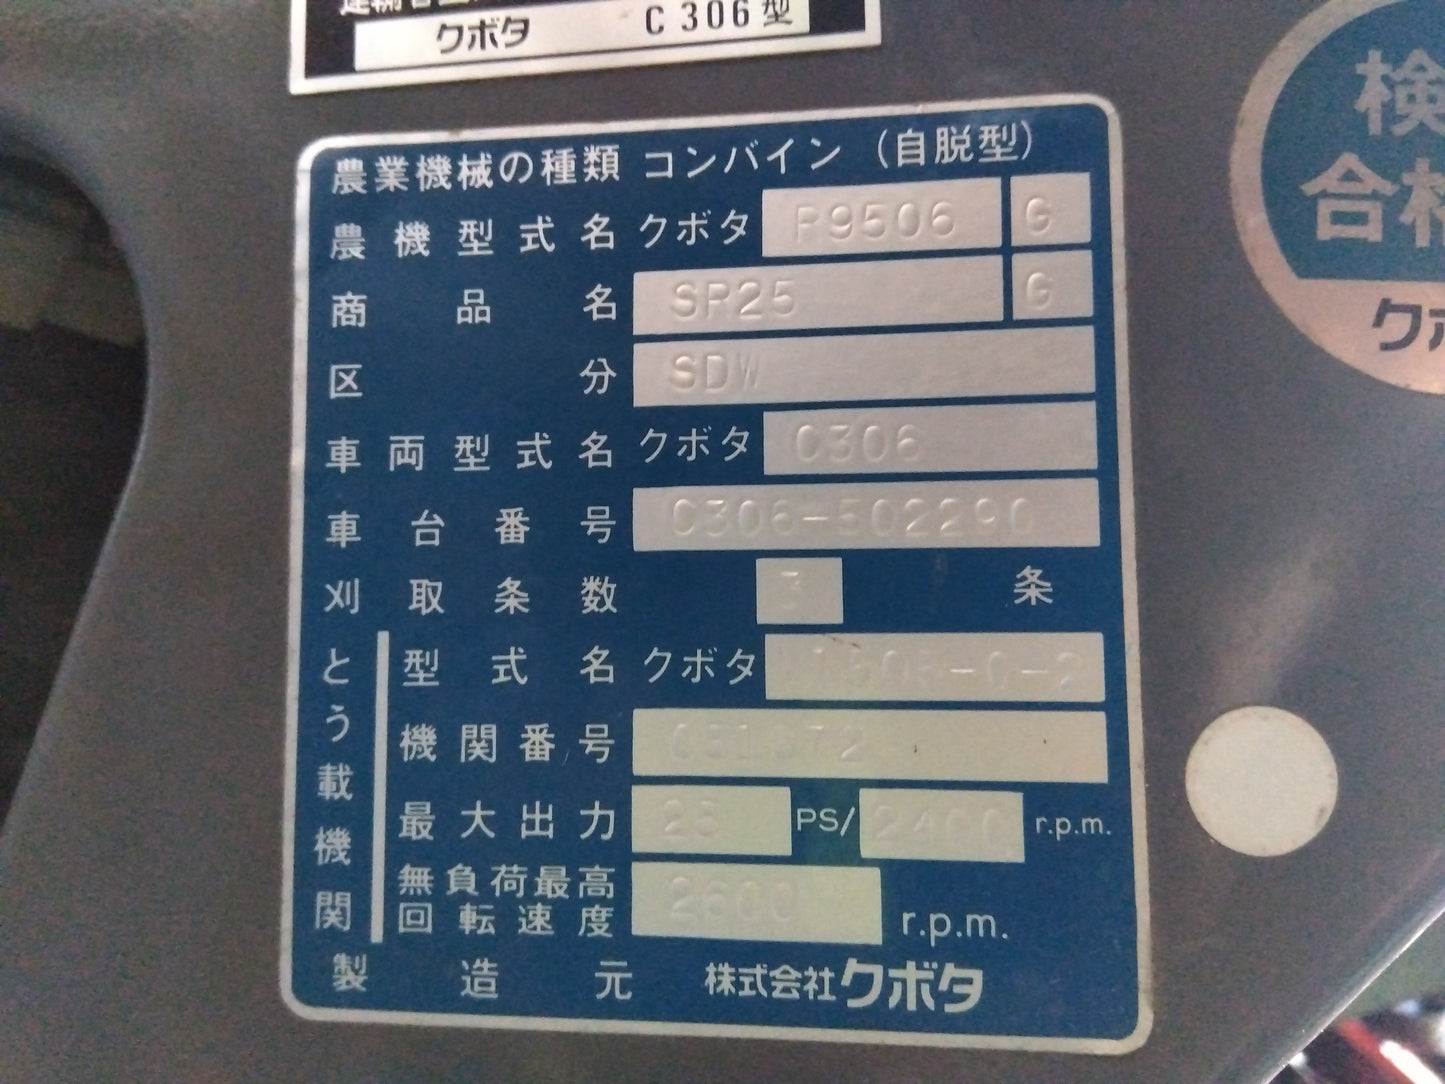 クボタ C306型
農業機械の種類 コンバイン (自脱型)
農機型式名 クボタ P9506 G
商品名 SR25 G
区分 SDW
車両型式名 クボタ C306
車台番号 C306-502290
刈取条数 3 条
とう載機関
型式名 クボタ
機関番号
最大出力 PS/ 2400 r.p.m.
無負荷最高回転速度 2600 r.p.m.
製造元 株式会社クボタ
検
合格